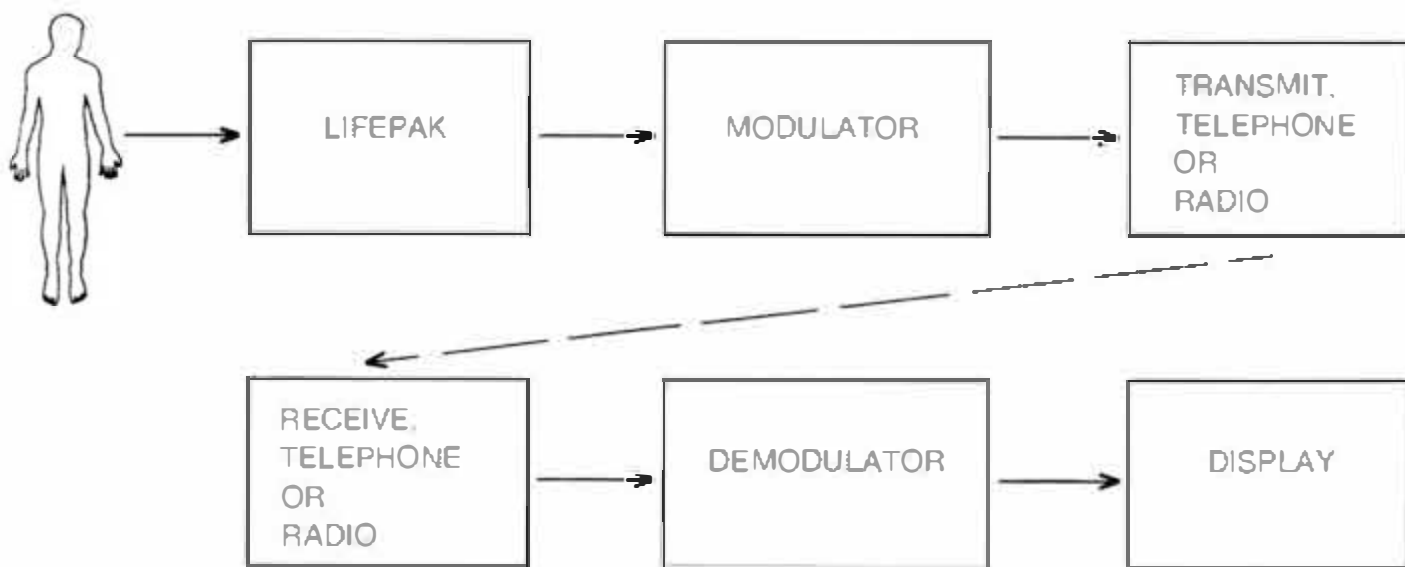 LIFEPAK
MODULATOR
TRANSMIT,
TELEPHONE
OR
RADIO
RECEIVE,
TELEPHONE
OR
RADIO
DEMODULATOR
DISPLAY